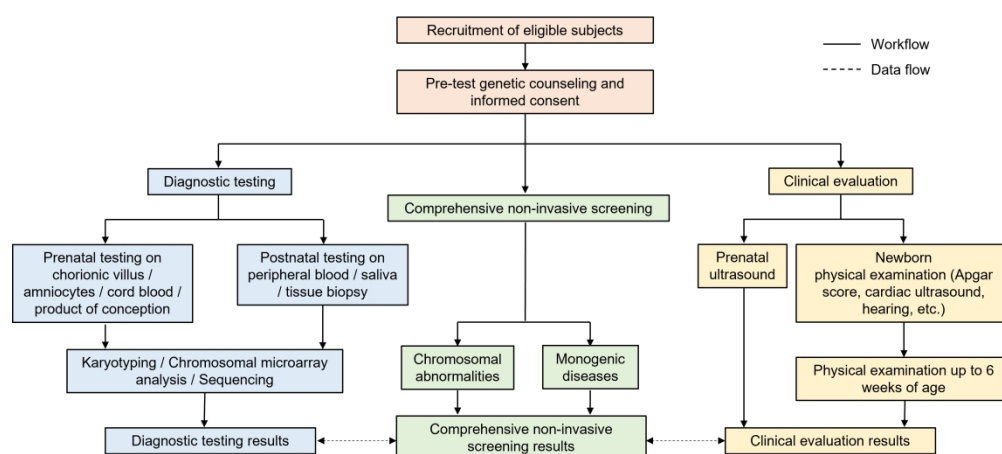 Recruitment of eligible subjects
Workflow
Data flow
Pre-test genetic counseling and
informed consent
Diagnostic testing
Comprehensive non-invasive screening
Clinical evaluation
Prenatal testing on
chorionic villus /
amniocytes / cord blood /
product of conception
Postnatal testing on
peripheral blood / saliva
/ tissue biopsy
Prenatal
ultrasound
Newborn
physical examination (Apgar
score, cardiac ultrasound,
hearing, etc.)
Karyotyping / Chromosomal microarray
analysis / Sequencing
Chromosomal
abnormalities
Monogenic
diseases
Physical examination up to 6
weeks of age
Diagnostic testing results
Comprehensive non-invasive
screening results
Clinical evaluation results